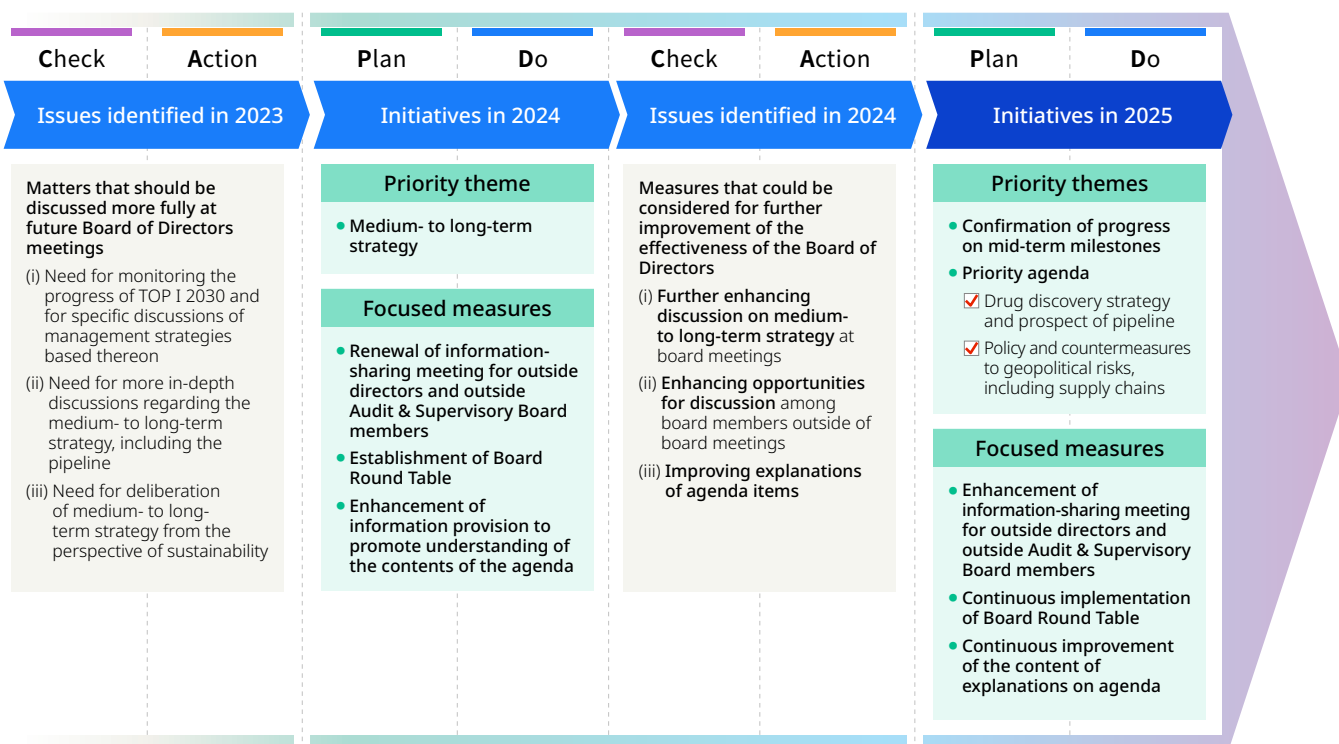 Check
Action
Plan
Do
Check
Action
Plan
Do
Issues identified in 2023
Initiatives in 2024
Issues identified in 2024
Initiatives in 2025
Matters that should be
discussed more fully at
future Board of Directors
meetings
(i) Need for monitoring the
progress of TOP I 2030 and
for specific discussions of
management strategies
based thereon
(ii) Need for more in-depth
discussions regarding the
medium- to long-term
strategy, including the
pipeline
(iii) Need for deliberation
of medium- to long-
term strategy from the
perspective of sustainability
Priority theme
• Medium- to long-term
strategy
Focused measures
• Renewal of information-
sharing meeting for outside
directors and outside
Audit & Supervisory Board
members
• Establishment of Board
Round Table
• Enhancement of
information provision to
promote understanding of
the contents of the agenda
Measures that could be
considered for further
improvement of the
effectiveness of the Board of
Directors
(i) Further enhancing
discussion on medium-
to long-term strategy at
board meetings
(ii) Enhancing opportunities
for discussion among
board members outside of
board meetings
(iii) Improving explanations
of agenda items
Priority themes
• Confirmation of progress
on mid-term milestones
• Priority agenda
☑ Drug discovery strategy
and prospect of pipeline
☑ Policy and countermeasures
to geopolitical risks,
including supply chains
Focused measures
• Enhancement of
information-sharing meeting
for outside directors and
outside Audit & Supervisory
Board members
• Continuous implementation
of Board Round Table
• Continuous improvement
of the content of
explanations on agenda